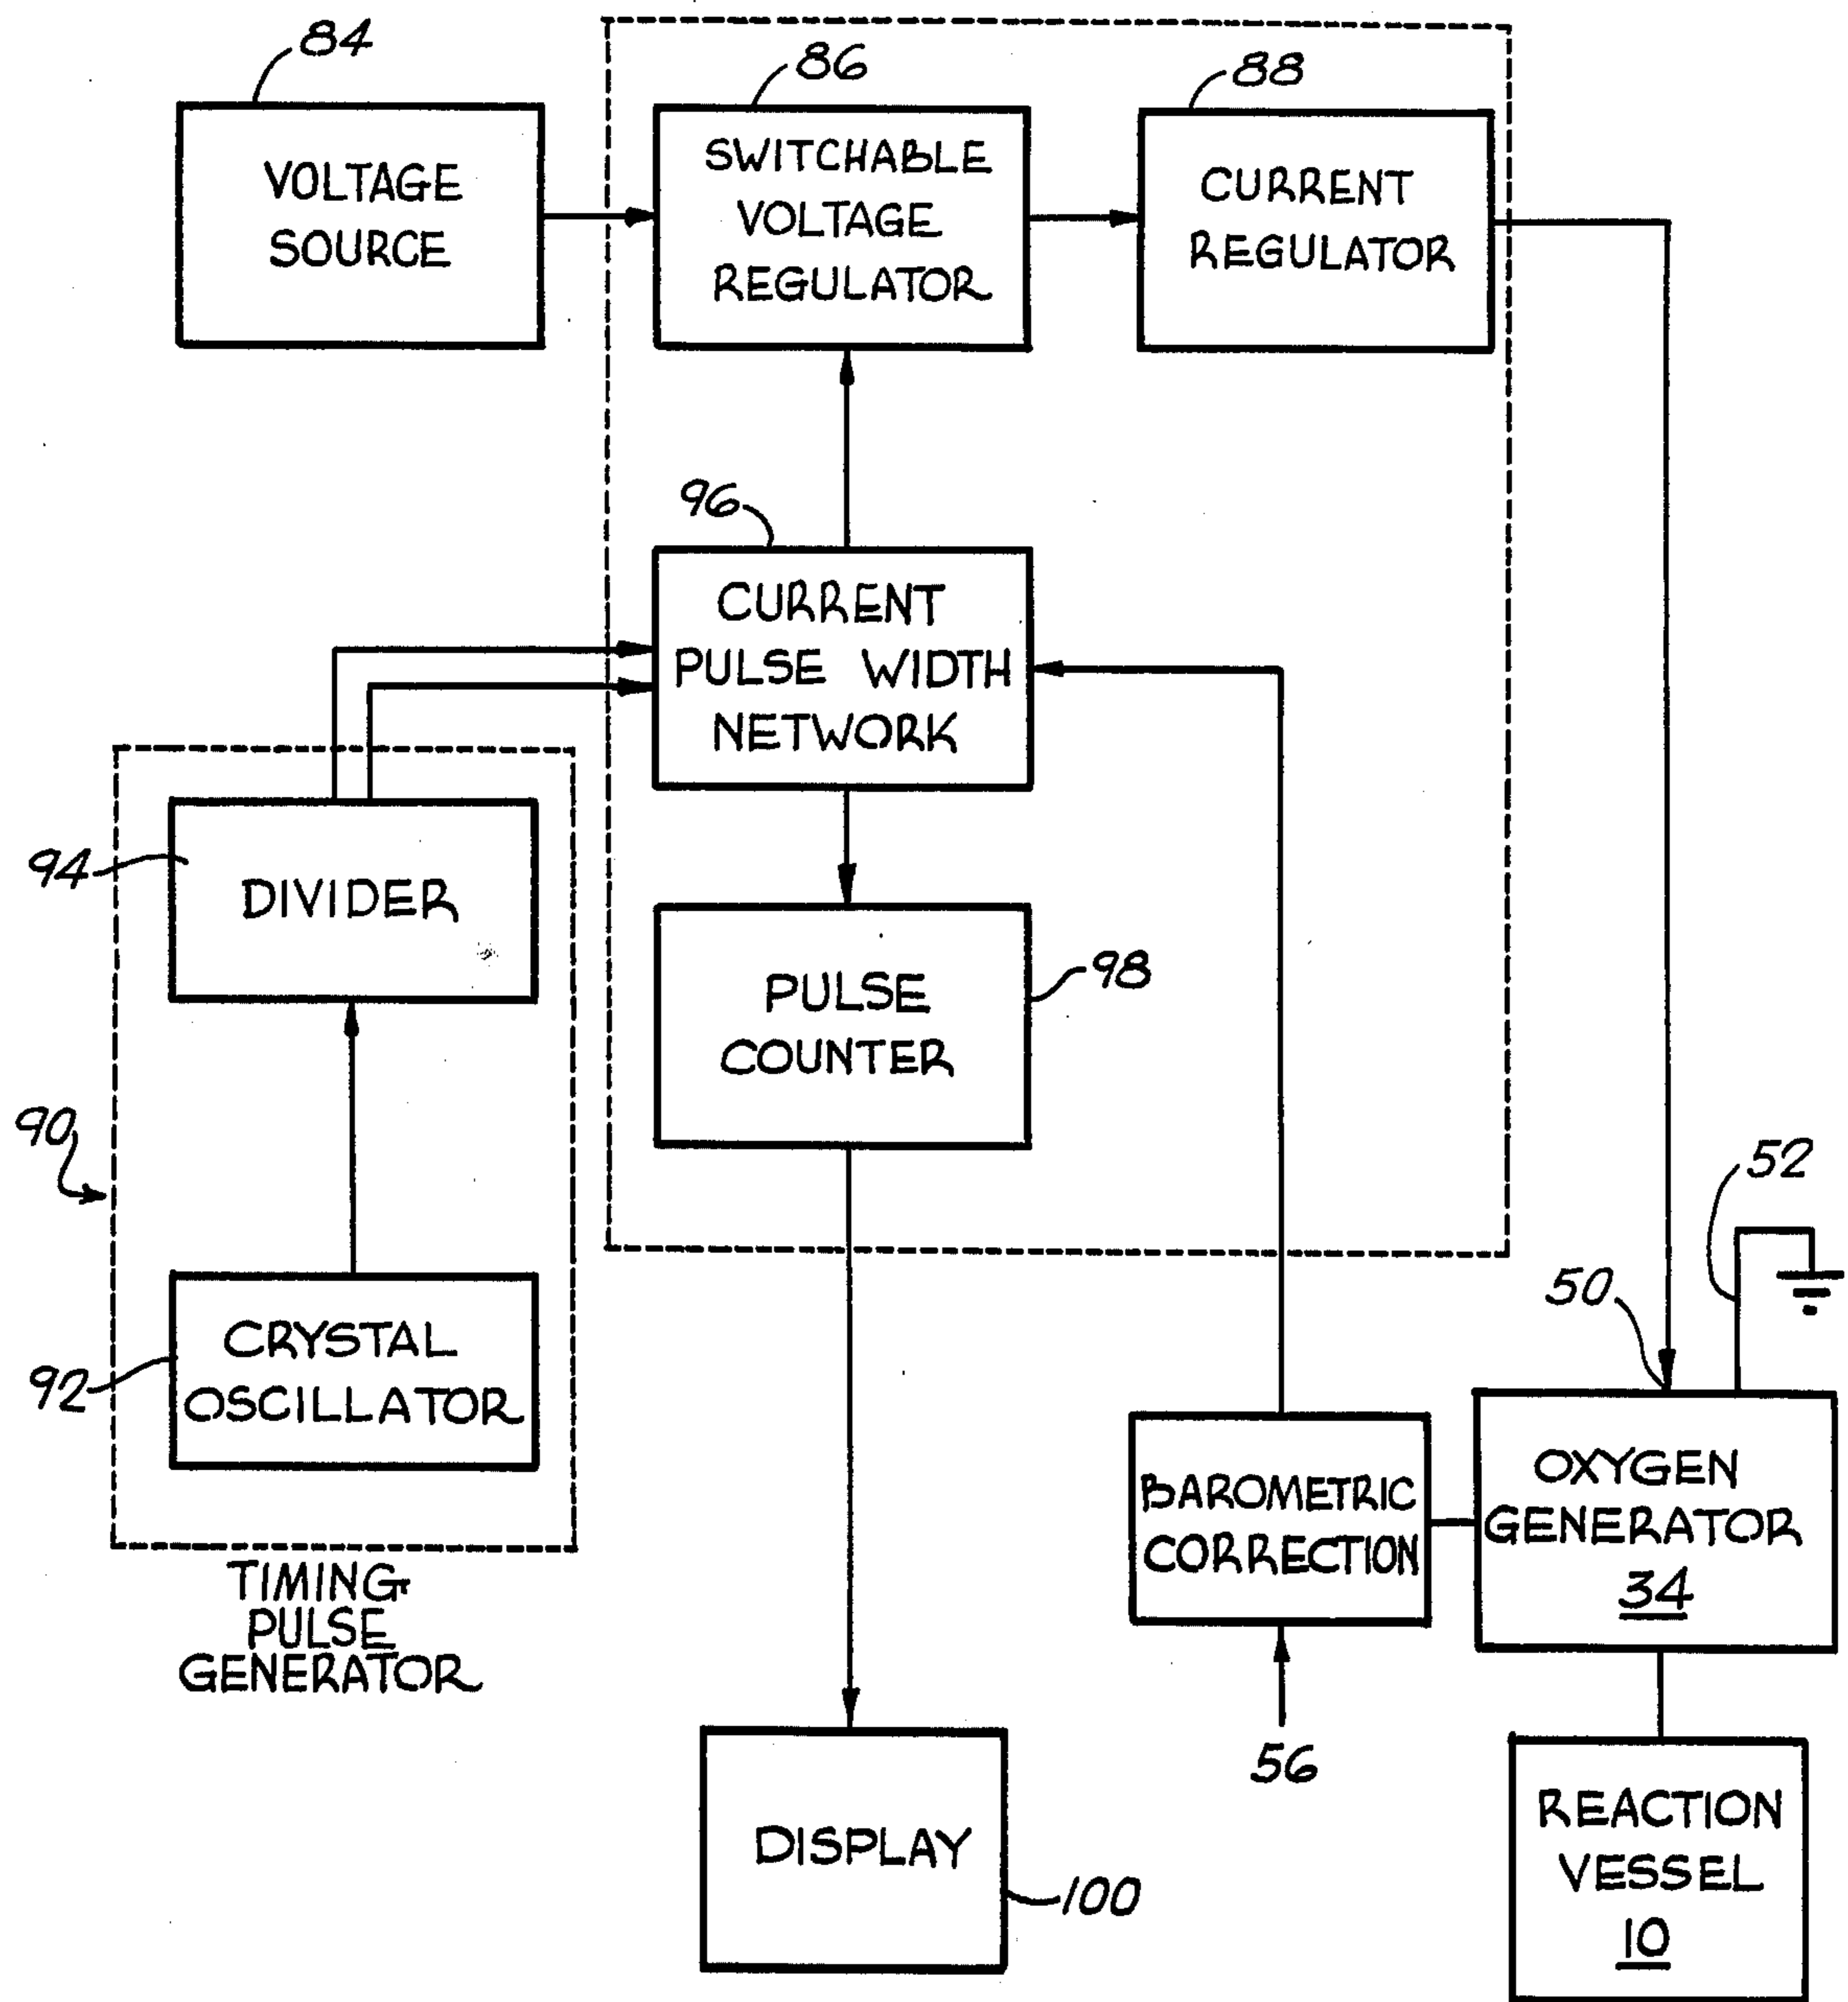 84
86
88
VOLTAGE
SOURCE
SWITCHABLE
VOLTAGE
REGULATOR
CURRENT
REGULATOR
96
CURRENT
PULSE WIDTH
NETWORK
94
DIVIDER
98
PULSE
COUNTER
90
52
50
92
CRYSTAL
OSCILLATOR
BAROMETRIC
CORRECTION
OXYGEN
GENERATOR
34
TIMING
PULSE
GENERATOR
56
DISPLAY
100
REACTION
VESSEL
10